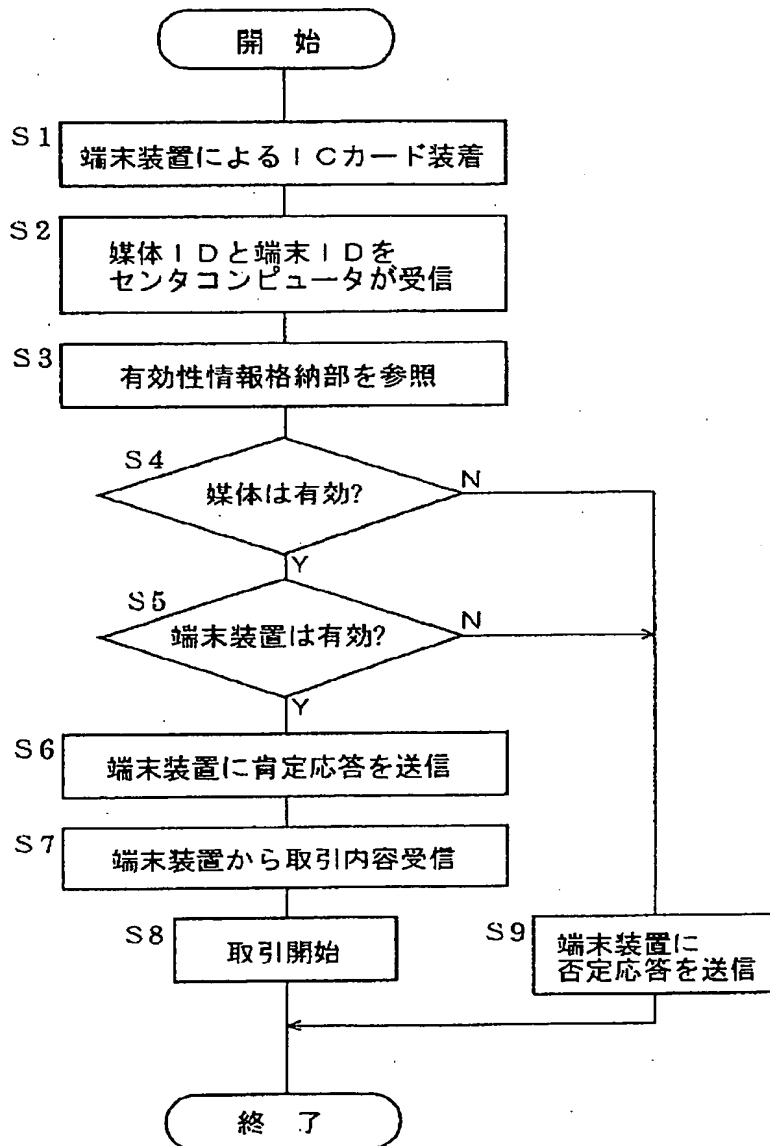 開 始
S1
端末装置によるICカード装着
S2
媒体IDと端末IDを
センタコンピュータが受信
S3
有効性情報格納部を参照
S4
媒体は有効?
N
Y
S5
端末装置は有効?
N
Y
S6
端末装置に肯定応答を送信
S7
端末装置から取引内容受信
S8
取引開始
S9
端末装置に
否定応答を送信
終 了